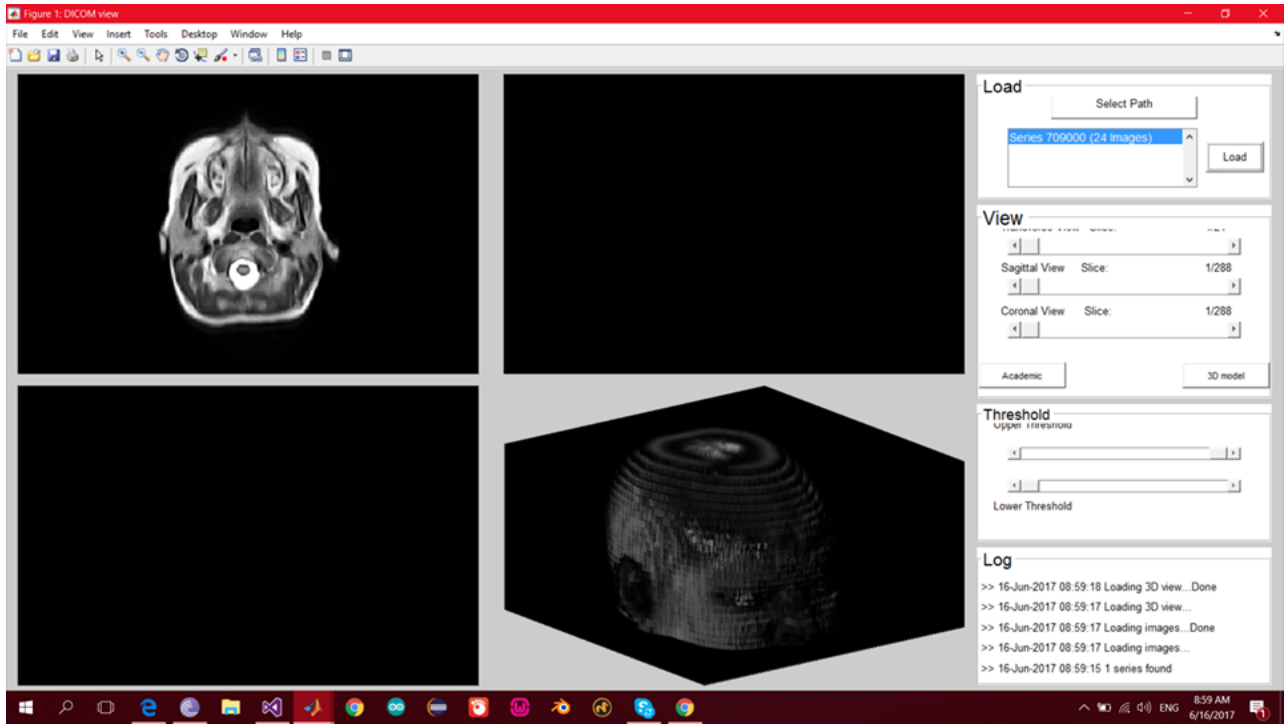 Figure 1: DICOM view
File Edit View Insert Tools Desktop Window Help
Load
Select Path
Series 709000 (24 Images)
Load
View
Sagittal View Slice: 1/288
Coronal View Slice: 1/288
Academic 3D model
Threshold
Upper Threshold
Lower Threshold
Log
>> 16-Jun-2017 08:59:18 Loading 3D view...Done
>> 16-Jun-2017 08:59:17 Loading 3D view...
>> 16-Jun-2017 08:59:17 Loading images...Done
>> 16-Jun-2017 08:59:17 Loading images...
>> 16-Jun-2017 08:59:15 1 series found
ENG
8:59 AM
6/16/2017